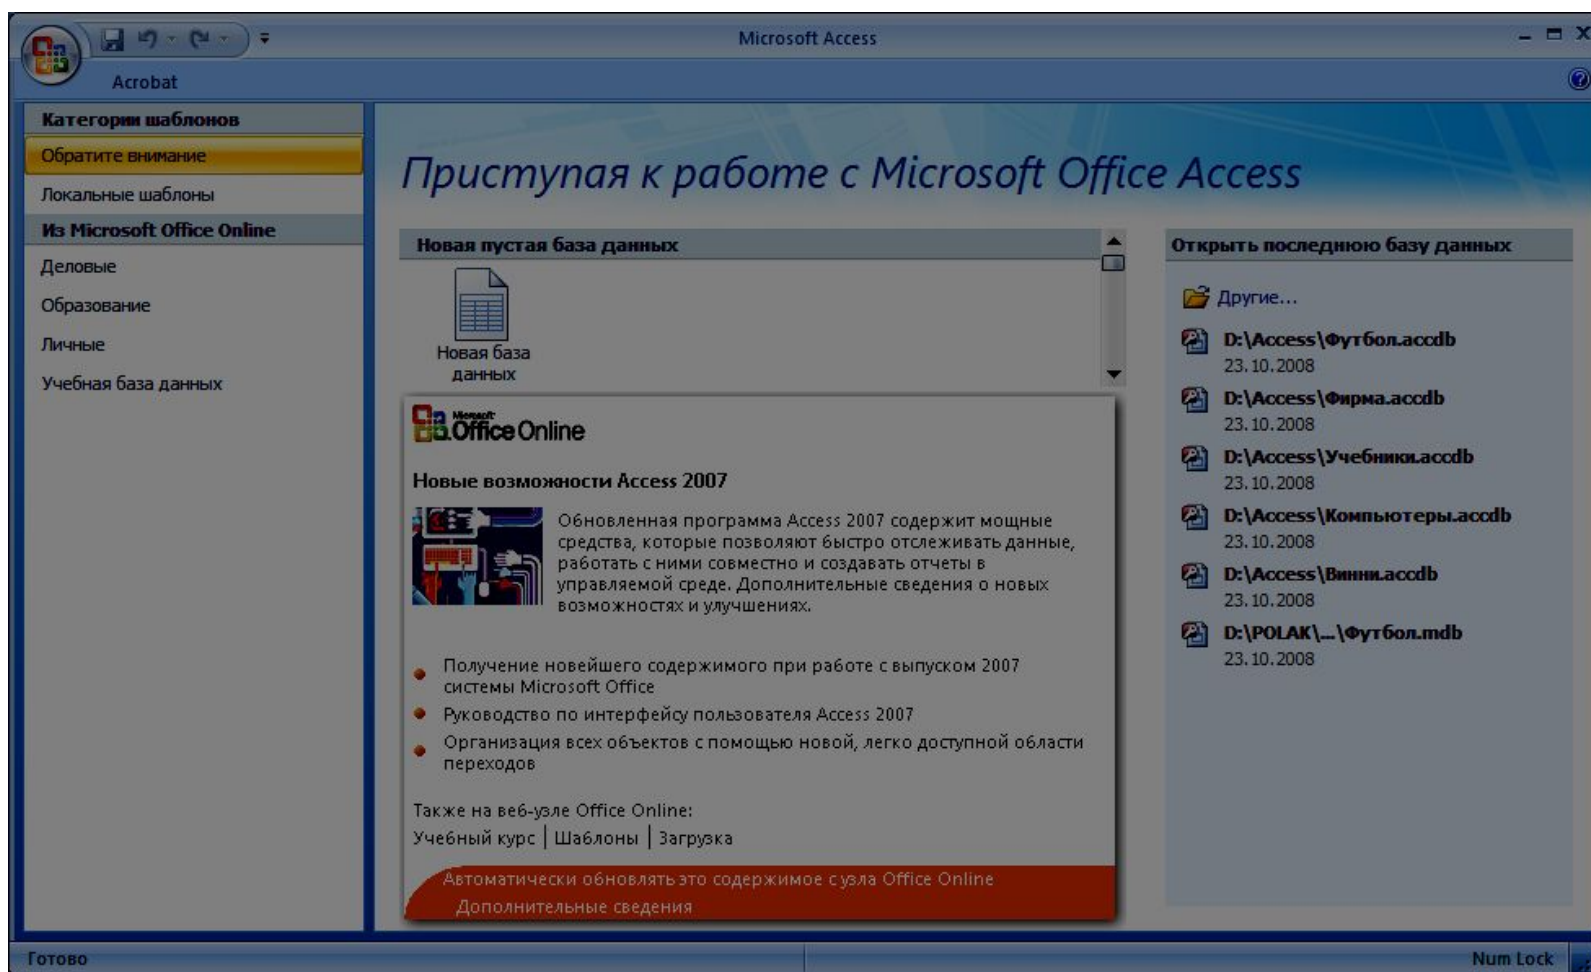 Microsoft Access
Acrobat
Категории шаблонов
Обратите внимание
Локальные шаблоны
Из Microsoft Office Online
Деловые
Образование
Личные
Учебная база данных
Приступая к работе с Microsoft Office Access
Новая пустая база данных
Новая база
данных
Microsoft
Office Online
Новые возможности Access 2007
Обновленная программа Access 2007 содержит мощные
средства, которые позволяют быстро отслеживать данные,
работать с ними совместно и создавать отчеты в
управляемой среде. Дополнительные сведения о новых
возможностях и улучшениях.
Получение новейшего содержимого при работе с выпуском 2007
системы Microsoft Office
Руководство по интерфейсу пользователя Access 2007
Организация всех объектов с помощью новой, легко доступной области
переходов
Также на веб-узле Office Online:
Учебный курс | Шаблоны | Загрузка
Автоматически обновлять это содержимое с узла Office Online
Дополнительные сведения
Открыть последнюю базу данных
Другие...
D:\Access\Футбол.accdb
23.10.2008
D:\Access\Фирма.accdb
23.10.2008
D:\Access\Учебники.accdb
23.10.2008
D:\Access\Компьютеры.accdb
23.10.2008
D:\Access\Винни.accdb
23.10.2008
D:\POLAK\...\Футбол.mdb
23.10.2008
Готово
Num Lock